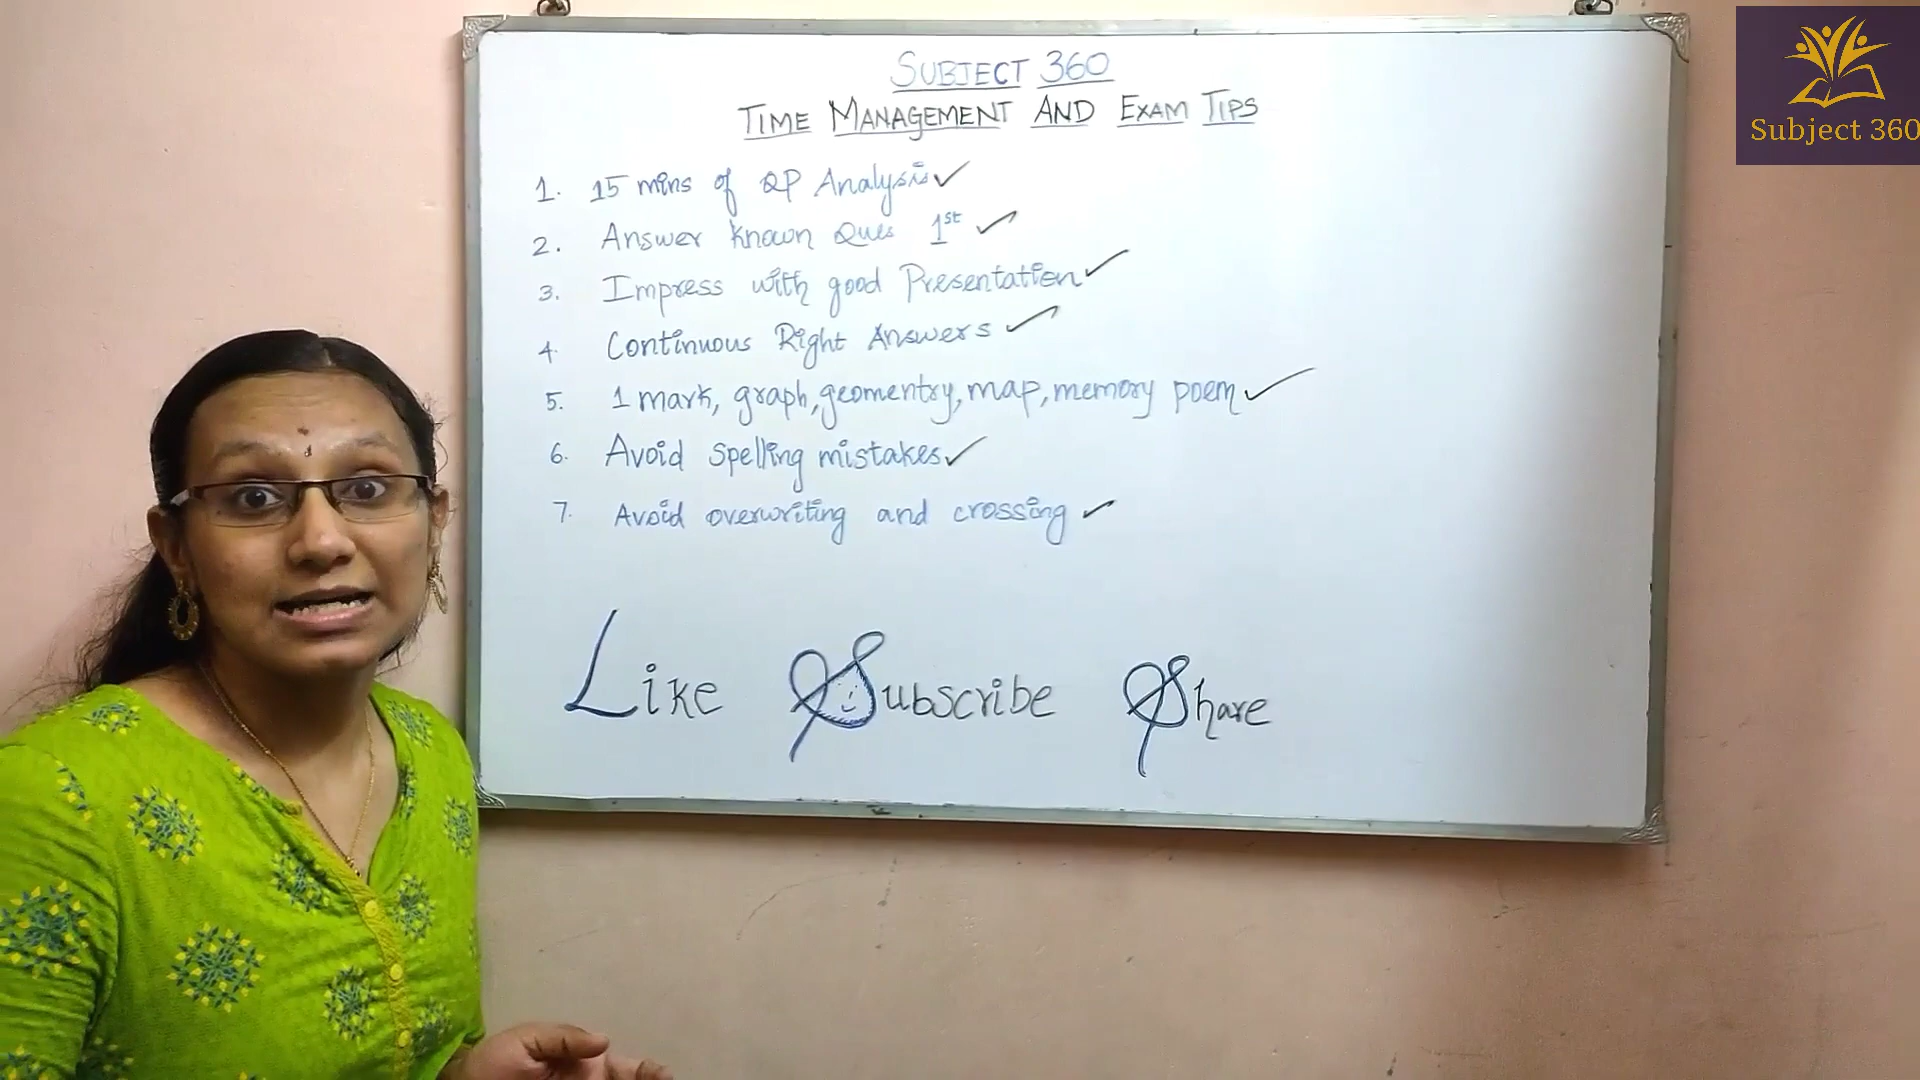 SUBJECT 360
TIME MANAGEMENT AND EXAM TIPS
1. 15 mins of QP Analysis
2. Answer known Ques 1st
3. Impress with good Presentation
4. Continuous Right Answers
5. 1 mark, graph, geomentry, map, memory poem
6. Avoid spelling mistakes
7. Avoid overwriting and crossing
Like Subscribe Share
Subject 360